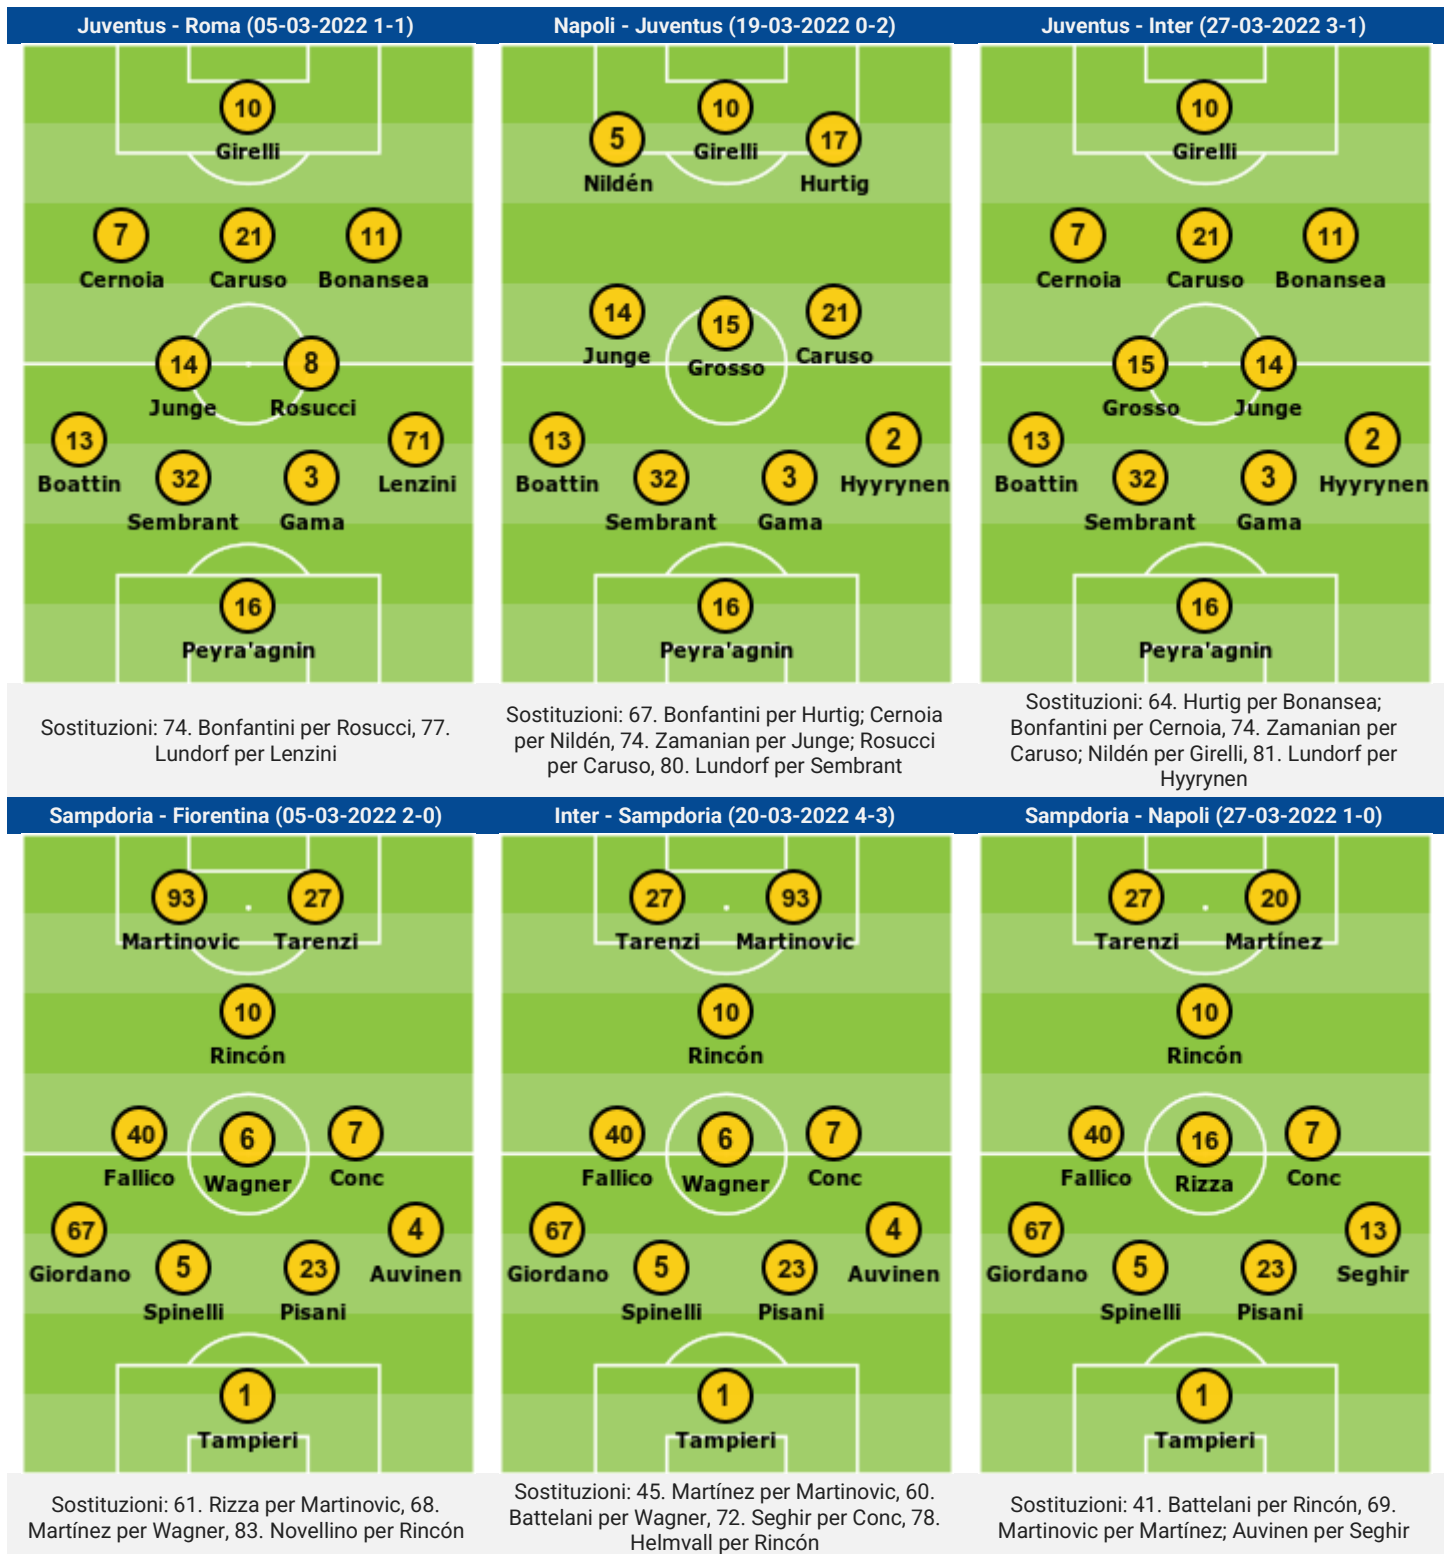 Juventus - Roma (05-03-2022 1-1)
10
Girelli
7 21 11
Cernoia Caruso Bonansea
14 8
Junge Rosucci
13 71
Boattin Lenzini
32 3
Sembrant Gama
16
Peyra'agnin
Sostituzioni: 74. Bonfantini per Rosucci, 77.
Lundorf per Lenzini
Napoli - Juventus (19-03-2022 0-2)
10
Girelli
5 17
Nildén Hurtig
14 15 21
Junge Grosso Caruso
13 2
Boattin Hyyrynen
32 3
Sembrant Gama
16
Peyra'agnin
Sostituzioni: 67. Bonfantini per Hurtig; Cernoia
per Nildén, 74. Zamanian per Junge; Rosucci
per Caruso, 80. Lundorf per Sembrant
Juventus - Inter (27-03-2022 3-1)
10
Girelli
7 21 11
Cernoia Caruso Bonansea
15 14
Grosso Junge
13 2
Boattin Hyyrynen
32 3
Sembrant Gama
16
Peyra'agnin
Sostituzioni: 64. Hurtig per Bonansea;
Bonfantini per Cernoia, 74. Zamanian per
Caruso; Nildén per Girelli, 81. Lundorf per
Hyyrynen
Sampdoria - Fiorentina (05-03-2022 2-0)
93 27
Martinovic Tarenzi
10
Rincón
40 6 7
Fallico Wagner Conc
67 4
Giordano Auvinen
5 23
Spinelli Pisani
1
Tampieri
Sostituzioni: 61. Rizza per Martinovic, 68.
Martínez per Wagner, 83. Novellino per Rincón
Inter - Sampdoria (20-03-2022 4-3)
27 93
Tarenzi Martinovic
10
Rincón
40 6 7
Fallico Wagner Conc
67 4
Giordano Auvinen
5 23
Spinelli Pisani
1
Tampieri
Sostituzioni: 45. Martínez per Martinovic, 60.
Battelani per Wagner, 72. Seghir per Conc, 78.
Helmvall per Rincón
Sampdoria - Napoli (27-03-2022 1-0)
27 20
Tarenzi Martínez
10
Rincón
40 16 7
Fallico Rizza Conc
67 13
Giordano Seghir
5 23
Spinelli Pisani
1
Tampieri
Sostituzioni: 41. Battelani per Rincón, 69.
Martinovic per Martínez; Auvinen per Seghir